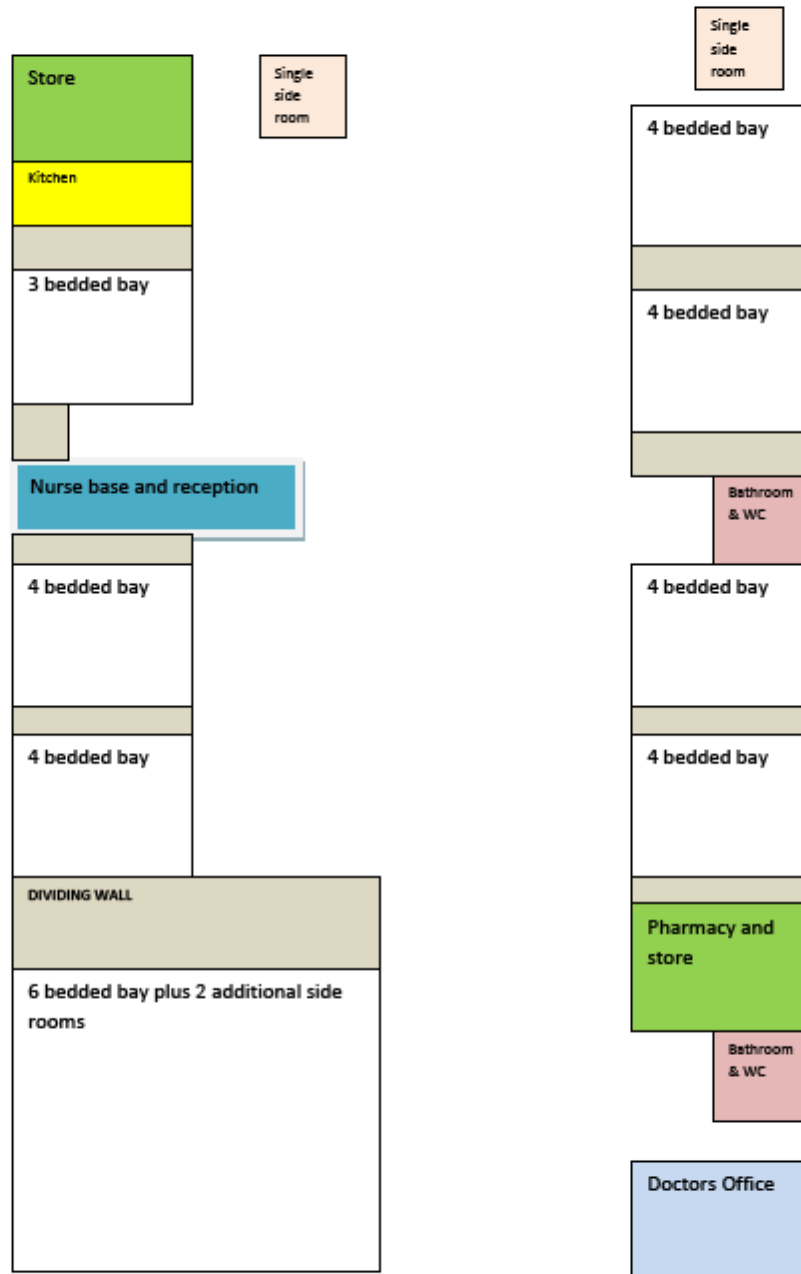 Store
Kitchen
3 bedded bay
Nurse base and reception
4 bedded bay
4 bedded bay
DIVIDING WALL
6 bedded bay plus 2 additional side
rooms
Single
side
room
Single
side
room
4 bedded bay
4 bedded bay
Bathroom
& WC
4 bedded bay
4 bedded bay
Pharmacy and
store
Bathroom
& WC
Doctors Office